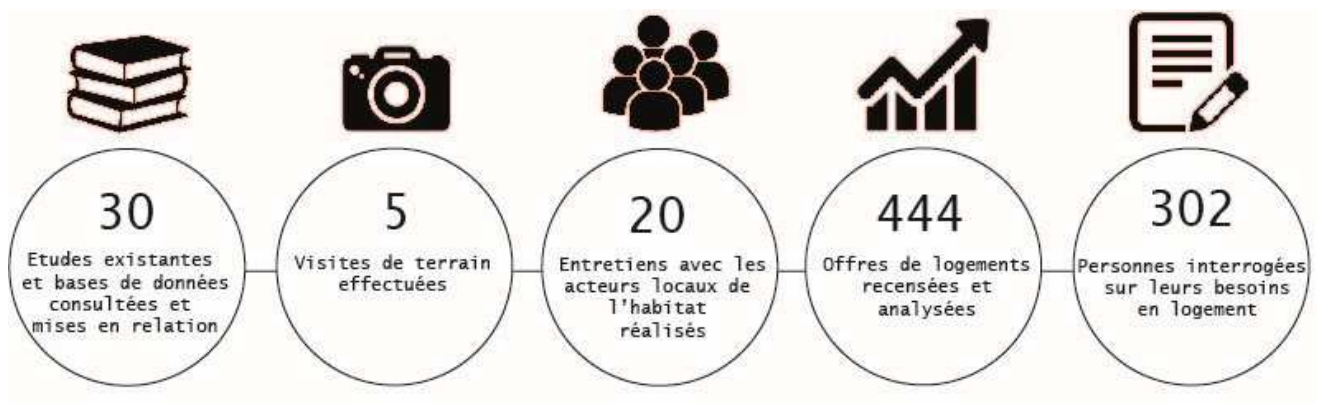 30
Etudes existantes
et bases de données
consultées et
mises en relation
5
Visites de terrain
effectuées
20
Entretiens avec les
acteurs locaux de
l'habitat
réalisés
444
Offres de logements
recensées et
analysées
302
Personnes interrogées
sur leurs besoins
en logement